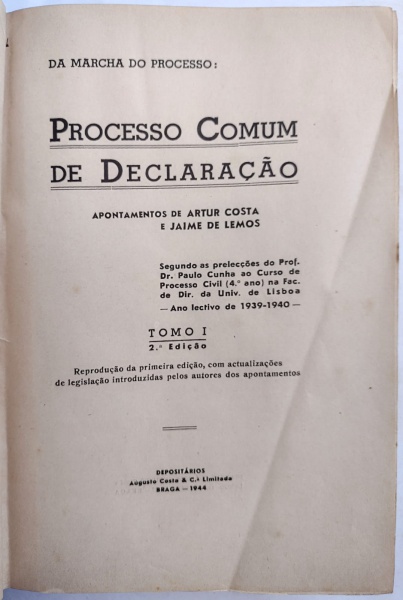 DA MARCHA DO PROCESSO:
PROCESSO COMUM
DE DECLARAÇÃO
APONTAMENTOS DE ARTUR COSTA
E JAIME DE LEMOS
Segundo as prelecções do Prof.
Dr. Paulo Cunha ao Curso de
Processo Civil (4.º ano) na Fac.
de Dir. da Univ. de Lisboa
— Ano lectivo de 1939-1940 —
TOMO I
2.ª Edição
Reprodução da primeira edição, com actualizações
de legislação introduzidas pelos autores dos apontamentos
DEPOSITÁRIOS
Augusto Costa & C.ª Limitada
BRAGA — 1944